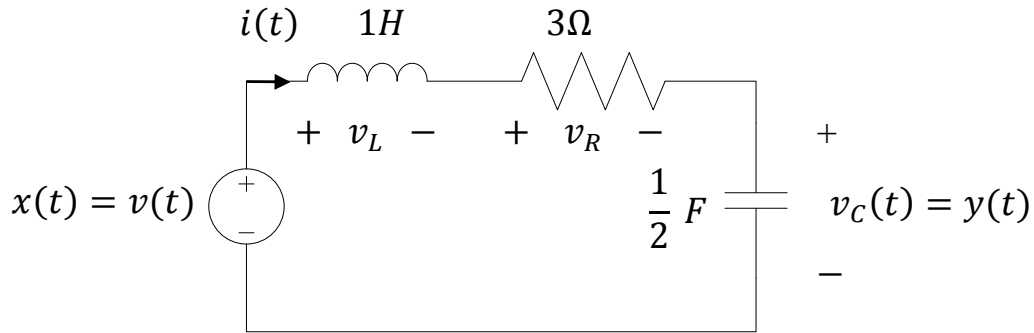 i(t) 1H 3Ω
+ v_L − + v_R − +
x(t) = v(t) + − 1/2 F v_C(t) = y(t)
−